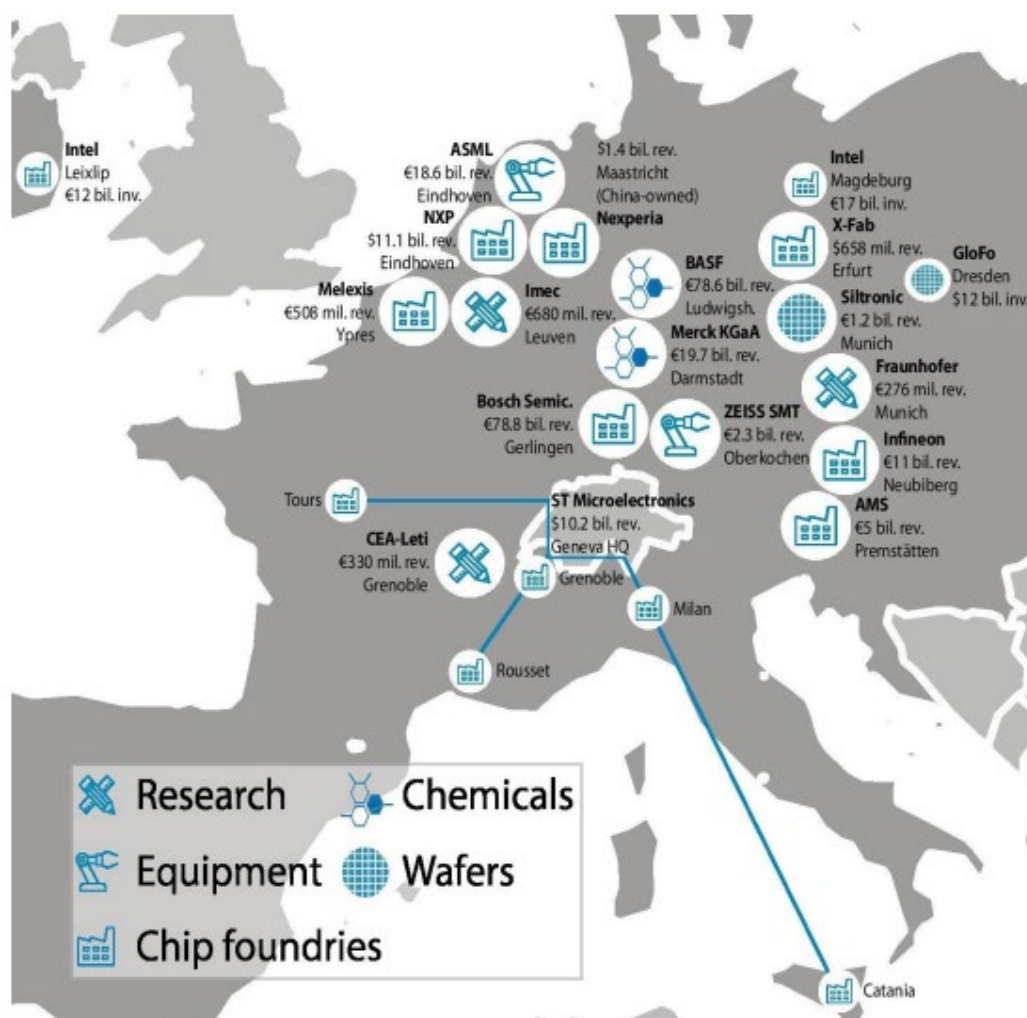 Intel
Leixlip
€12 bil. inv.
ASML
€18.6 bil. rev.
Eindhoven
$1.4 bil. rev.
Maastricht
(China-owned)
Nexperia
NXP
$11.1 bil. rev.
Eindhoven
Intel
Magdeburg
€17 bil. inv.
X-Fab
$658 mil. rev.
Erfurt
GloFo
Dresden
$12 bil. inv.
BASF
€78.6 bil. rev.
Ludwigsh.
Melexis
€508 mil. rev.
Ypres
Imec
€680 mil. rev.
Leuven
Siltronic
€1.2 bil. rev.
Munich
Merck KGaA
€19.7 bil. rev.
Darmstadt
Fraunhofer
€276 mil. rev.
Munich
Bosch Semic.
€78.8 bil. rev.
Gerlingen
ZEISS SMT
€2.3 bil. rev.
Oberkochen
Infineon
€11 bil. rev.
Neubiberg
Tours
ST Microelectronics
$10.2 bil. rev.
Geneva HQ
AMS
€5 bil. rev.
Premstätten
CEA-Leti
€330 mil. rev.
Grenoble
Grenoble
Milan
Rousset
Research
Chemicals
Equipment
Wafers
Chip foundries
Catania